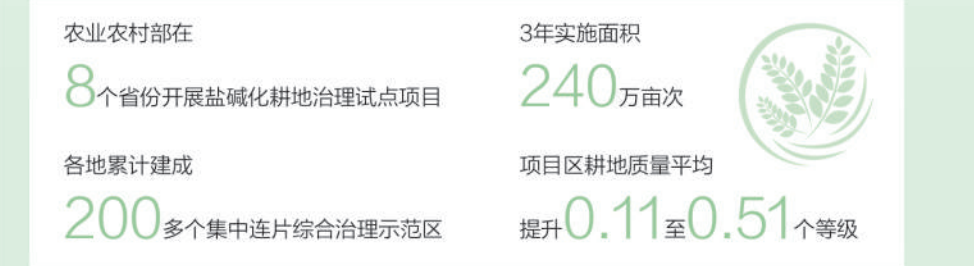 农业农村部在
8个省份开展盐碱化耕地治理试点项目
3年实施面积
240万亩次
各地累计建成
200多个集中连片综合治理示范区
项目区耕地质量平均
提升0.11至0.51个等级